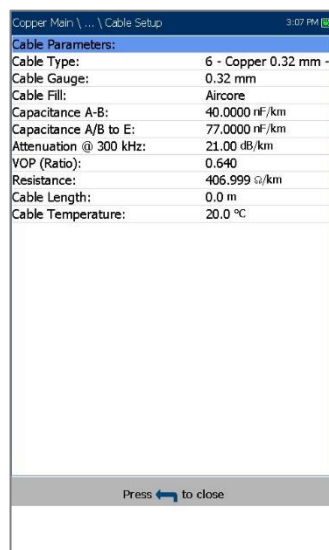 Copper Main \ ... \ Cable Setup 3:07 PM
Cable Parameters:
Cable Type: 6 - Copper 0.32 mm -
Cable Gauge: 0.32 mm
Cable Fill: Aircore
Capacitance A-B: 40.0000 nF/km
Capacitance A/B to E: 77.0000 nF/km
Attenuation @ 300 kHz: 21.00 dB/km
VOP (Ratio): 0.640
Resistance: 406.999 Ω/km
Cable Length: 0.0 m
Cable Temperature: 20.0 °C
Press to close